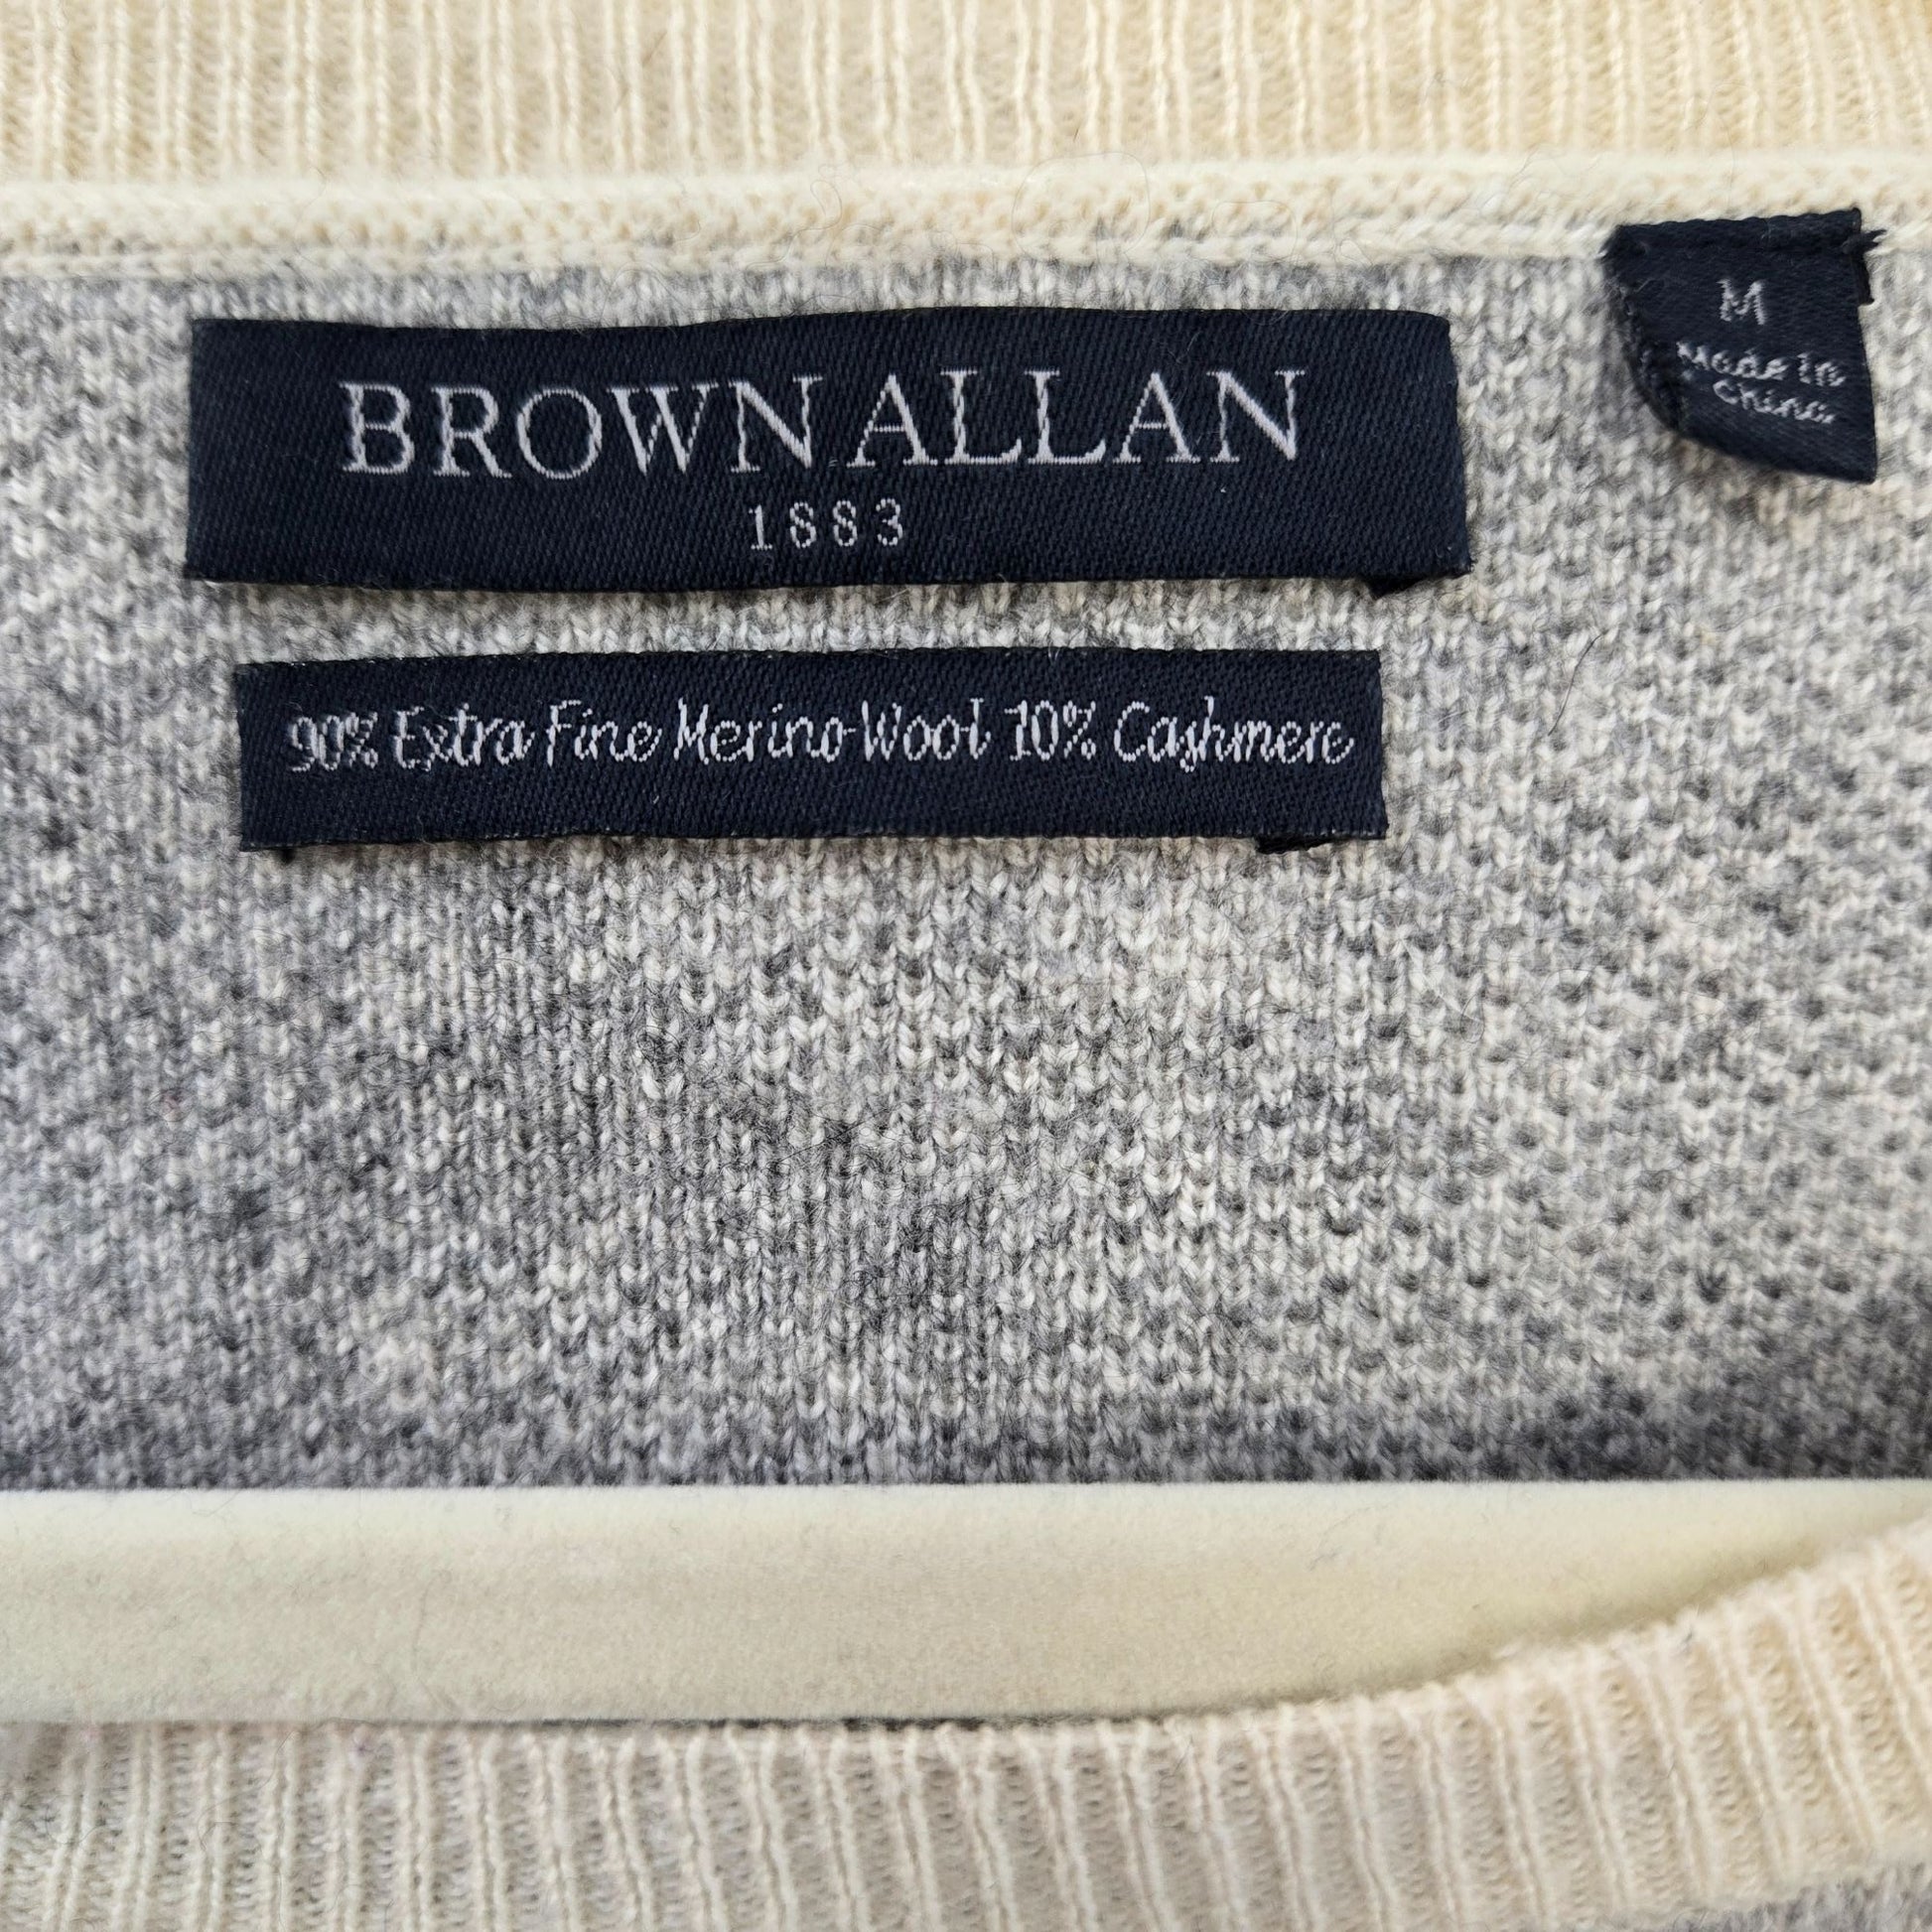 BROWN ALLAN
1883
M
Made in
China
90% Extra Fine Merino Wool 10% Cashmere